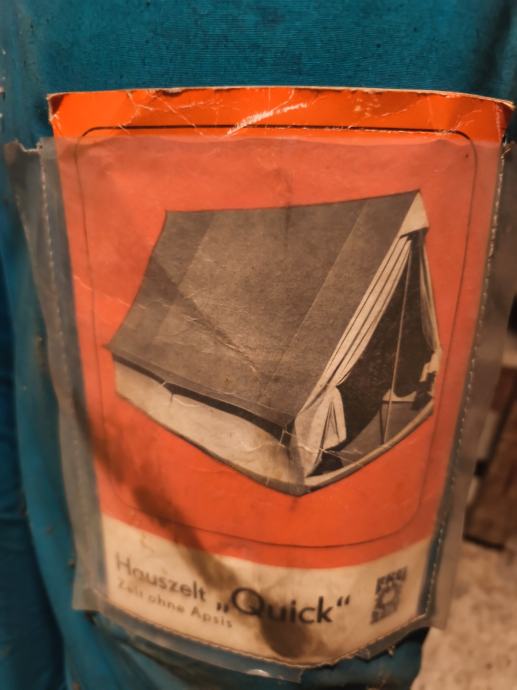 Hauszelt „Quick“
Zelt ohne Apsis